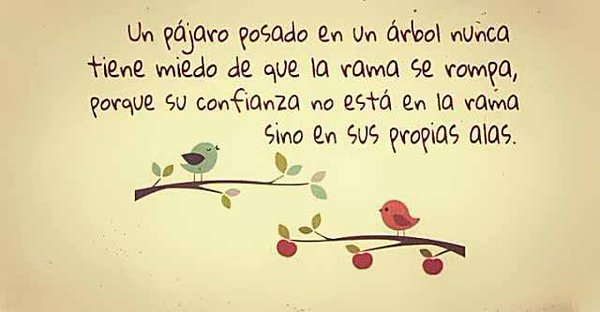 Un pájaro posado en un árbol nunca
tiene miedo de que la rama se rompa,
porque su confianza no está en la rama
sino en sus propias alas.